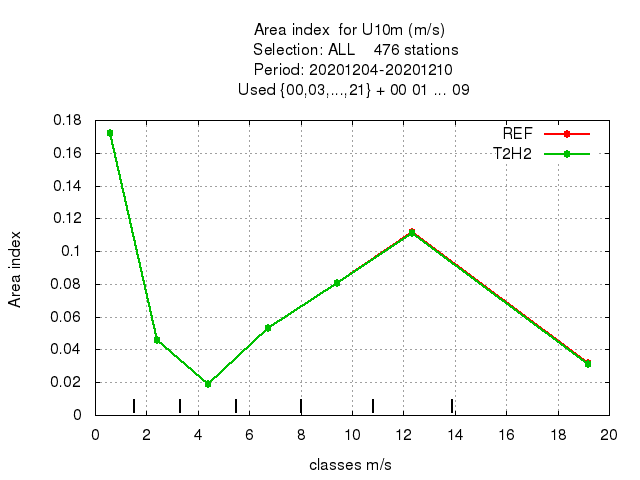 Area index  for U10m (m/s)
Selection: ALL    476 stations
Period: 20201204-20201210
Used {00,03,...,21} + 00 01 ... 09
REF
T2H2
0.18
0.16
0.14
0.12
0.1
0.08
0.06
0.04
0.02
0
Area index
0 2 4 6 8 10 12 14 16 18 20
classes m/s